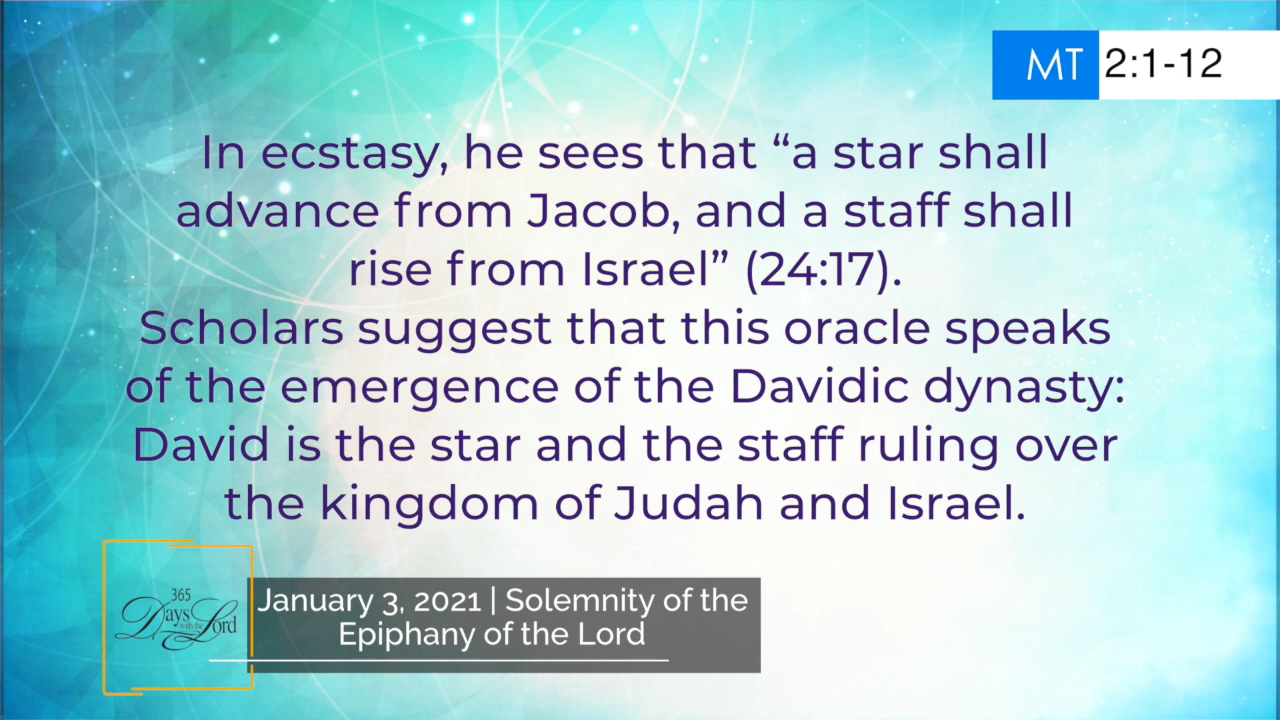 MT 2:1-12
In ecstasy, he sees that “a star shall
advance from Jacob, and a staff shall
rise from Israel” (24:17).
Scholars suggest that this oracle speaks
of the emergence of the Davidic dynasty:
David is the star and the staff ruling over
the kingdom of Judah and Israel.
365
Days with the Lord
January 3, 2021 | Solemnity of the
Epiphany of the Lord